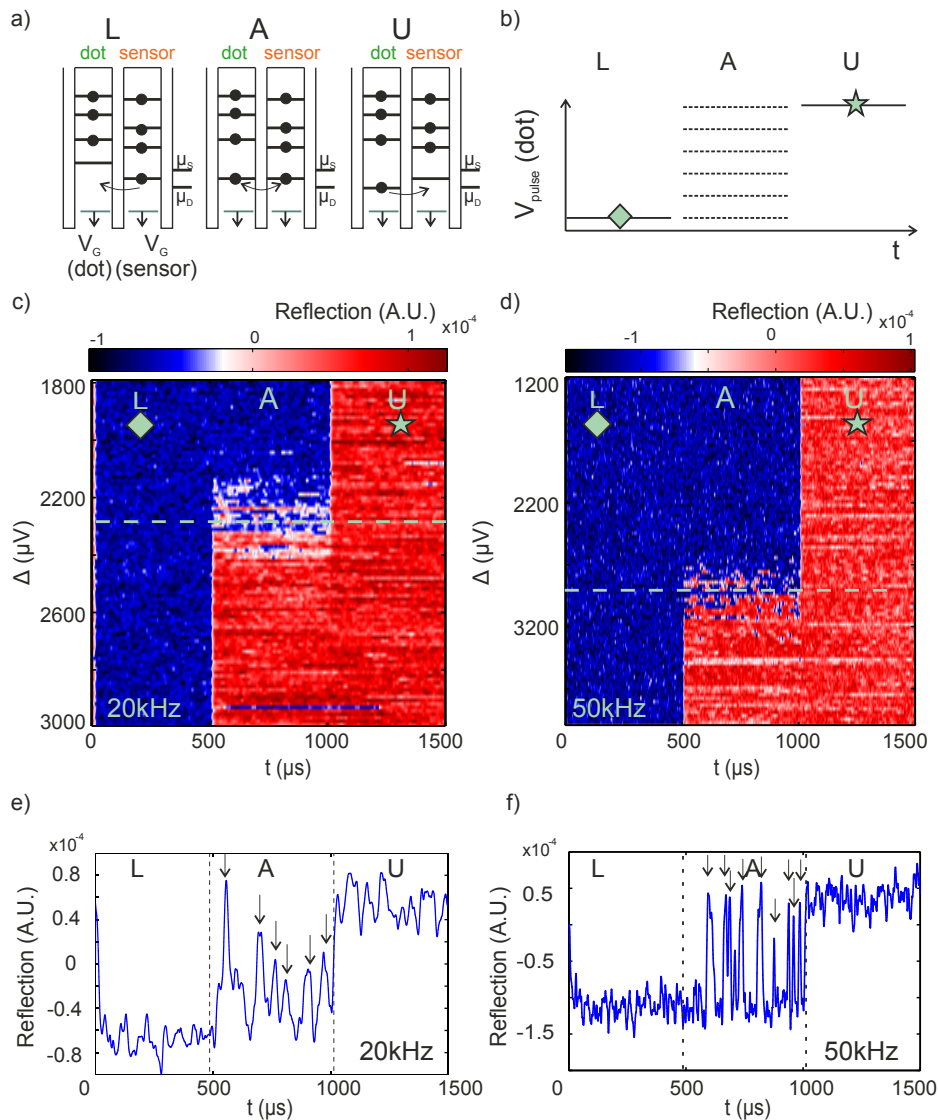 a)
L A U
dot sensor dot sensor dot sensor
μS μS
μD μD
VG VG
(dot) (sensor)
b)
L A U
Vpulse (dot)
t
c)
Reflection (A.U.)
-1 0 1 x10-4
1800
2200
2600
3000
Δ (μV)
L A U
20kHz
0 500 1000 1500
t (μs)
d)
Reflection (A.U.)
-1 0 1 x10-4
1200
2200
3200
Δ (μV)
L A U
50kHz
0 500 1000 1500
t (μs)
e)
x10-4
L A U
0.8
0.4
0
-0.4
-0.8
Reflection (A.U.)
20kHz
0 500 1000 1500
t (μs)
f)
x10-4
L A U
0.5
-0.5
-1.5
Reflection (A.U.)
50kHz
0 500 1000 1500
t (μs)